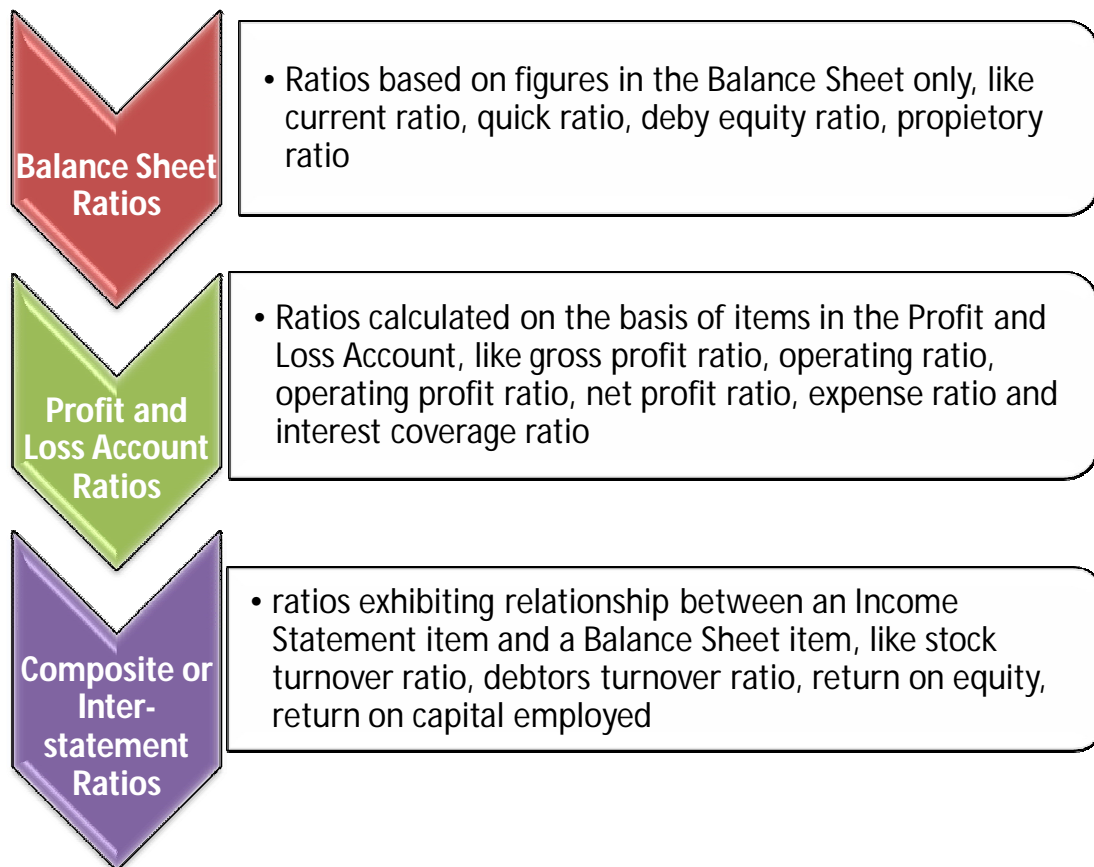 Balance Sheet
Ratios
• Ratios based on figures in the Balance Sheet only, like
current ratio, quick ratio, deby equity ratio, propietory
ratio
Profit and
Loss Account
Ratios
• Ratios calculated on the basis of items in the Profit and
Loss Account, like gross profit ratio, operating ratio,
operating profit ratio, net profit ratio, expense ratio and
interest coverage ratio
Composite or
Inter-
statement
Ratios
• ratios exhibiting relationship between an Income
Statement item and a Balance Sheet item, like stock
turnover ratio, debtors turnover ratio, return on equity,
return on capital employed